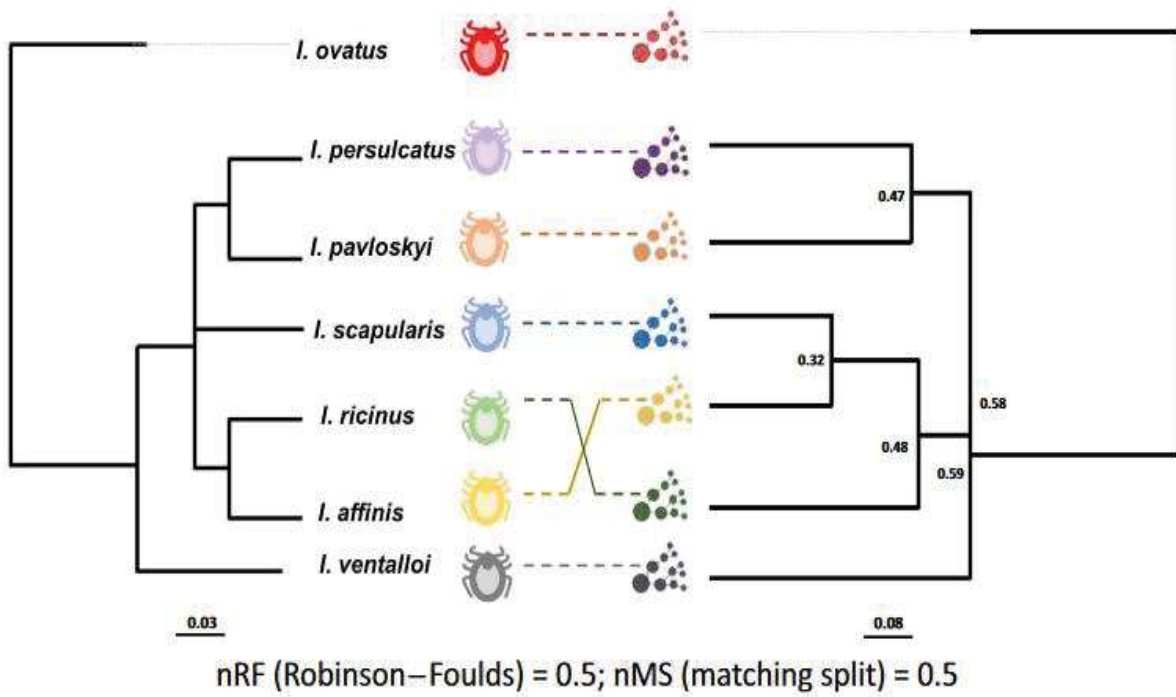 I. ovatus
I. persulcatus
0.47
I. pavloskyi
I. scapularis
0.32
I. ricinus
0.58
0.48
0.59
I. affinis
I. ventalloi
0.03
0.08
nRF (Robinson–Foulds) = 0.5; nMS (matching split) = 0.5